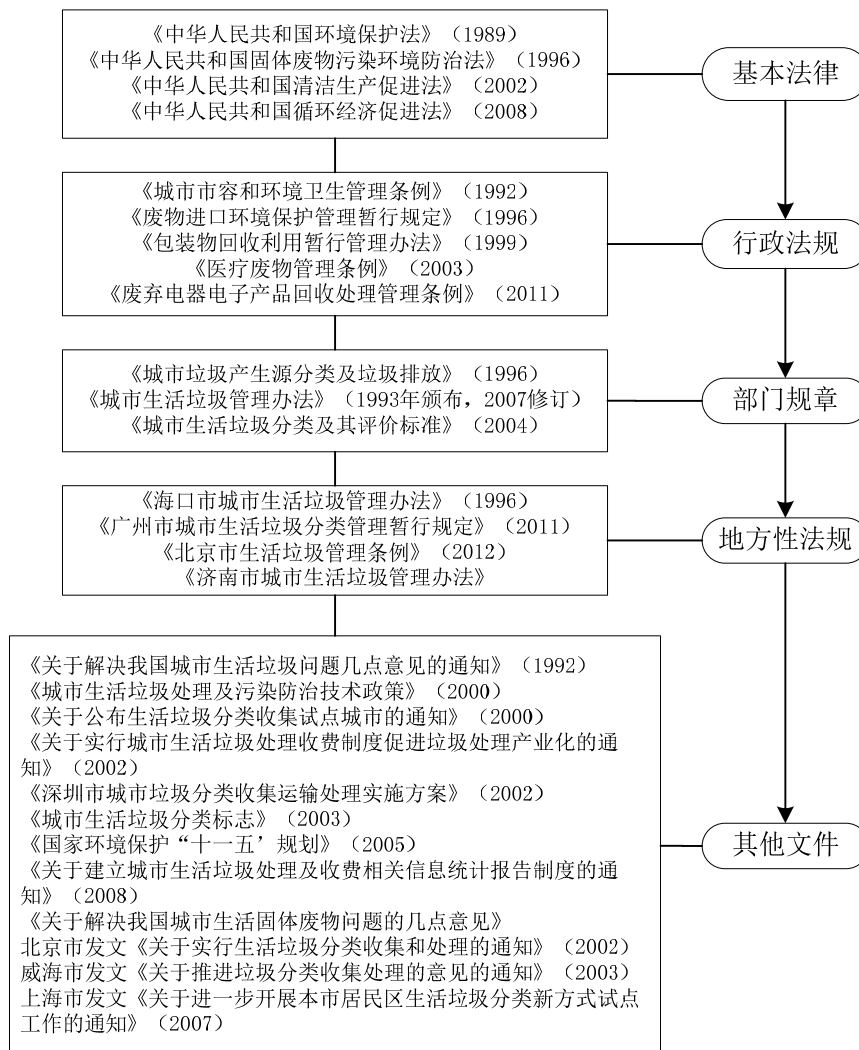 《中华人民共和国环境保护法》（1989）
《中华人民共和国固体废物污染环境防治法》（1996）
《中华人民共和国清洁生产促进法》（2002）
《中华人民共和国循环经济促进法》（2008）
基本法律
《城市市容和环境卫生管理条例》（1992）
《废物进口环境保护管理暂行规定》（1996）
《包装物回收利用暂行管理办法》（1999）
《医疗废物管理条例》（2003）
《废弃电器电子产品回收处理管理条例》（2011）
行政法规
《城市垃圾产生源分类及垃圾排放》（1996）
《城市生活垃圾管理办法》（1993年颁布，2007修订）
《城市生活垃圾分类及其评价标准》（2004）
部门规章
《海口市城市生活垃圾管理办法》（1996）
《广州市城市生活垃圾分类管理暂行规定》（2011）
《北京市生活垃圾管理条例》（2012）
《济南市城市生活垃圾管理办法》
地方性法规
《关于解决我国城市生活垃圾问题几点意见的通知》（1992）
《城市生活垃圾处理及污染防治技术政策》（2000）
《关于公布生活垃圾分类收集试点城市的通知》（2000）
《关于实行城市生活垃圾处理收费制度促进垃圾处理产业化的通
知》（2002）
《深圳市城市垃圾分类收集运输处理实施方案》（2002）
《城市生活垃圾分类标志》（2003）
《国家环境保护“十一五’规划》（2005）
《关于建立城市生活垃圾处理及收费相关信息统计报告制度的通
知》（2008）
《关于解决我国城市生活固体废物问题的几点意见》
北京市发文《关于实行生活垃圾分类收集和处理的通知》（2002）
威海市发文《关于推进垃圾分类收集处理的意见的通知》（2003）
上海市发文《关于进一步开展本市居民区生活垃圾分类新方式试点
工作的通知》（2007）
其他文件